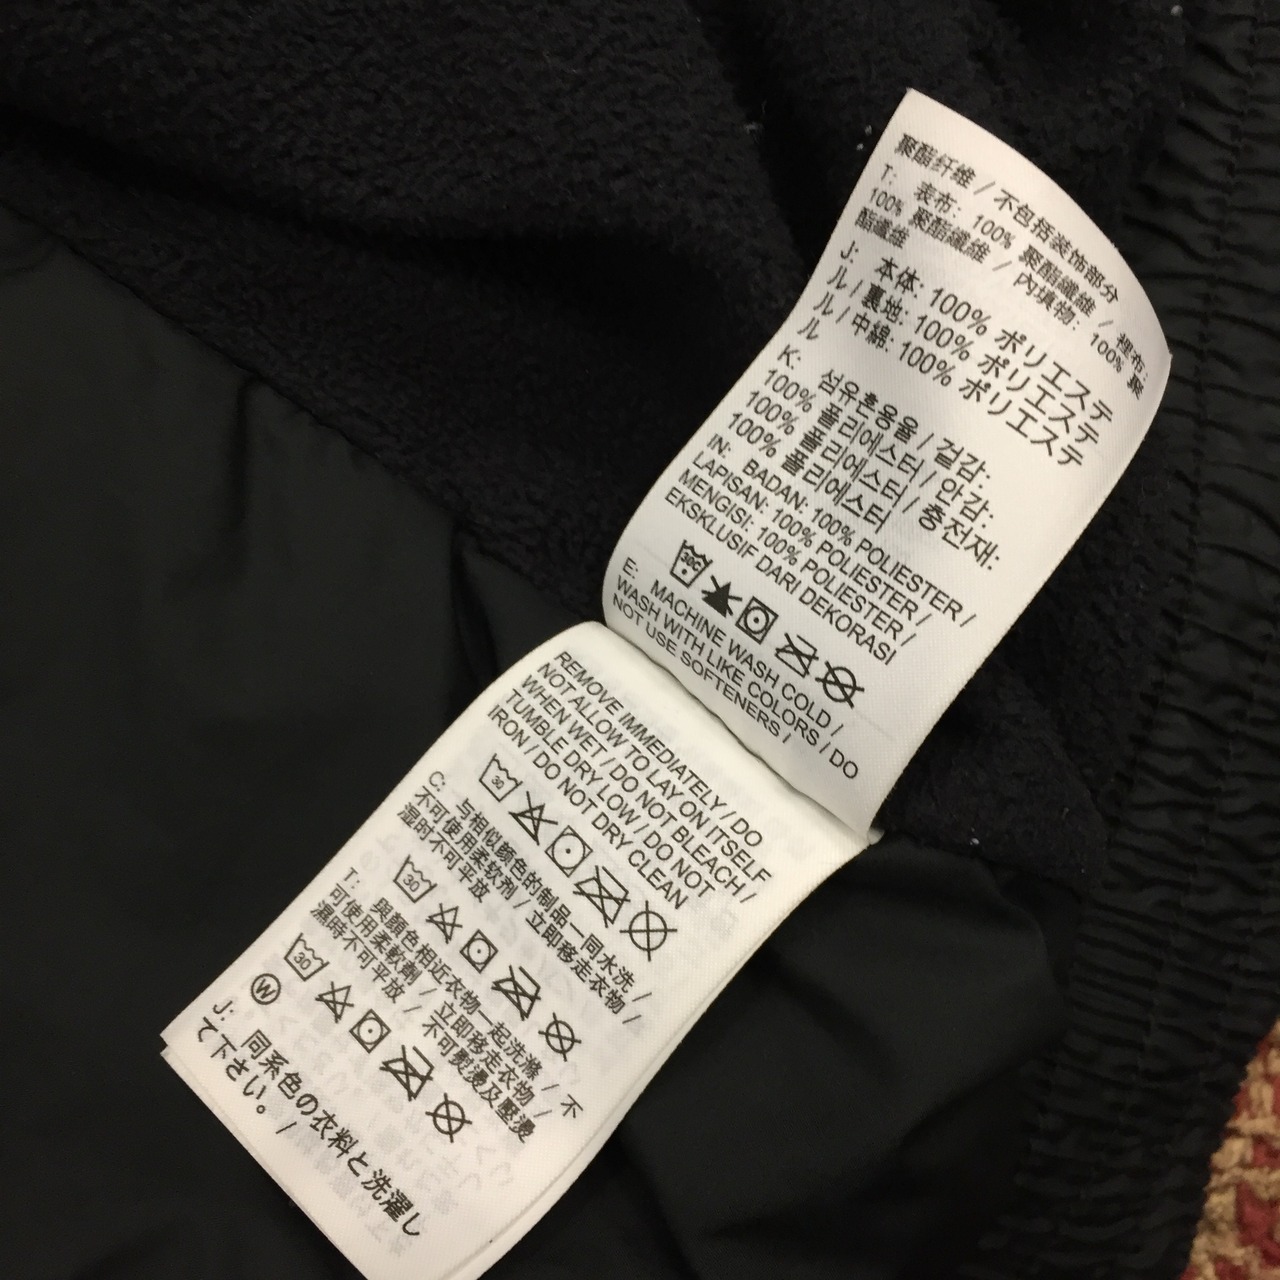 聚酯纤维 / 不包括装饰部分
T: 表布: 100% 聚酯纖維 / 裡布:
100% 聚酯纖維 / 內填物: 100% 聚
酯纖維
J: 本体: 100% ポリエステ
ル / 裏地: 100% ポリエステ
ル / 中綿: 100% ポリエステ
ル
K: 섬유혼용율 / 겉감:
100% 폴리에스터 / 안감:
100% 폴리에스터 / 충전재:
100% 폴리에스터
IN: BADAN: 100% POLIESTER /
LAPISAN: 100% POLIESTER /
MENGISI: 100% POLIESTER /
EKSKLUSIF DARI DEKORASI
30C
E: MACHINE WASH COLD /
WASH WITH LIKE COLORS / DO
NOT USE SOFTENERS /
REMOVE IMMEDIATELY / DO
NOT ALLOW TO LAY ON ITSELF
WHEN WET / DO NOT BLEACH /
TUMBLE DRY LOW / DO NOT
IRON / DO NOT DRY CLEAN
30
C: 与相似颜色的制品一同水洗 /
不可使用柔软剂 / 立即移走衣物 /
湿时不可平放
30
T: 與顏色相近衣物一起洗滌 / 不
可使用柔軟劑 / 立即移走衣物 /
濕時不可平放 / 不可熨燙及壓燙
30
W
J: 同系色の衣料と洗濯し
て下さい。 /